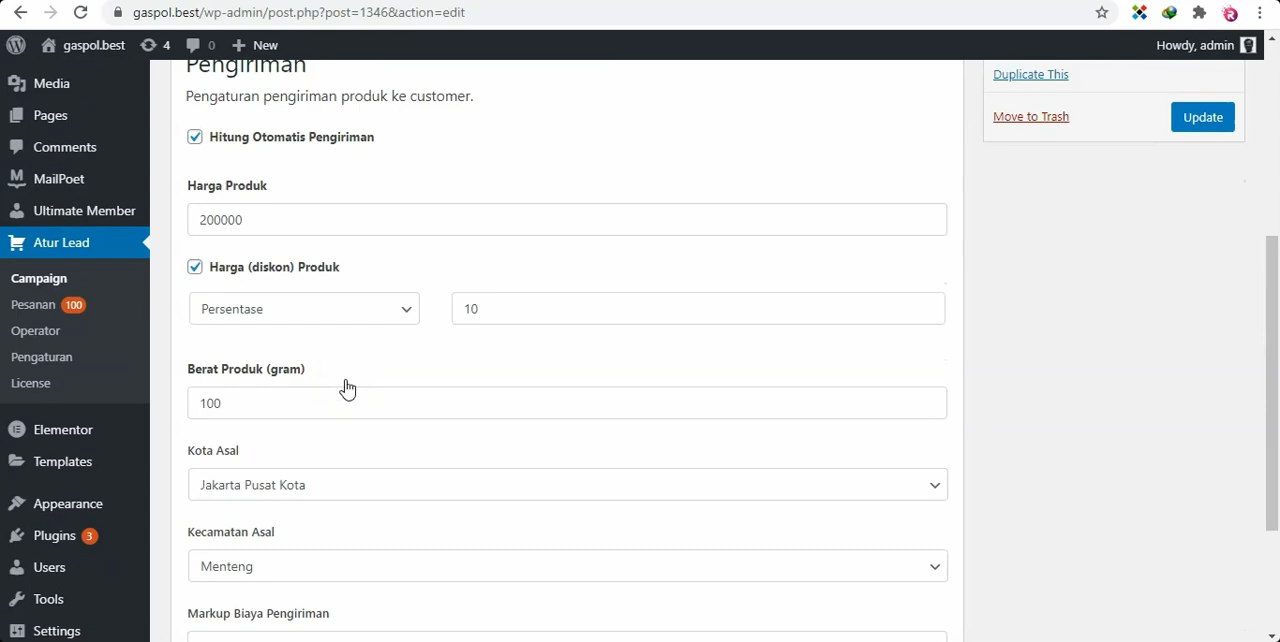 gaspol.best/wp-admin/post.php?post=1346&action=edit
gaspol.best
4
0
New
Howdy, admin
Media
Pages
Comments
MailPoet
Ultimate Member
Atur Lead
Campaign
Pesanan 100
Operator
Pengaturan
License
Elementor
Templates
Appearance
Plugins 3
Users
Tools
Settings
Pengiriman
Pengaturan pengiriman produk ke customer.
Hitung Otomatis Pengiriman
Harga Produk
200000
Harga (diskon) Produk
Persentase
10
Berat Produk (gram)
100
Kota Asal
Jakarta Pusat Kota
Kecamatan Asal
Menteng
Markup Biaya Pengiriman
Duplicate This
Move to Trash
Update